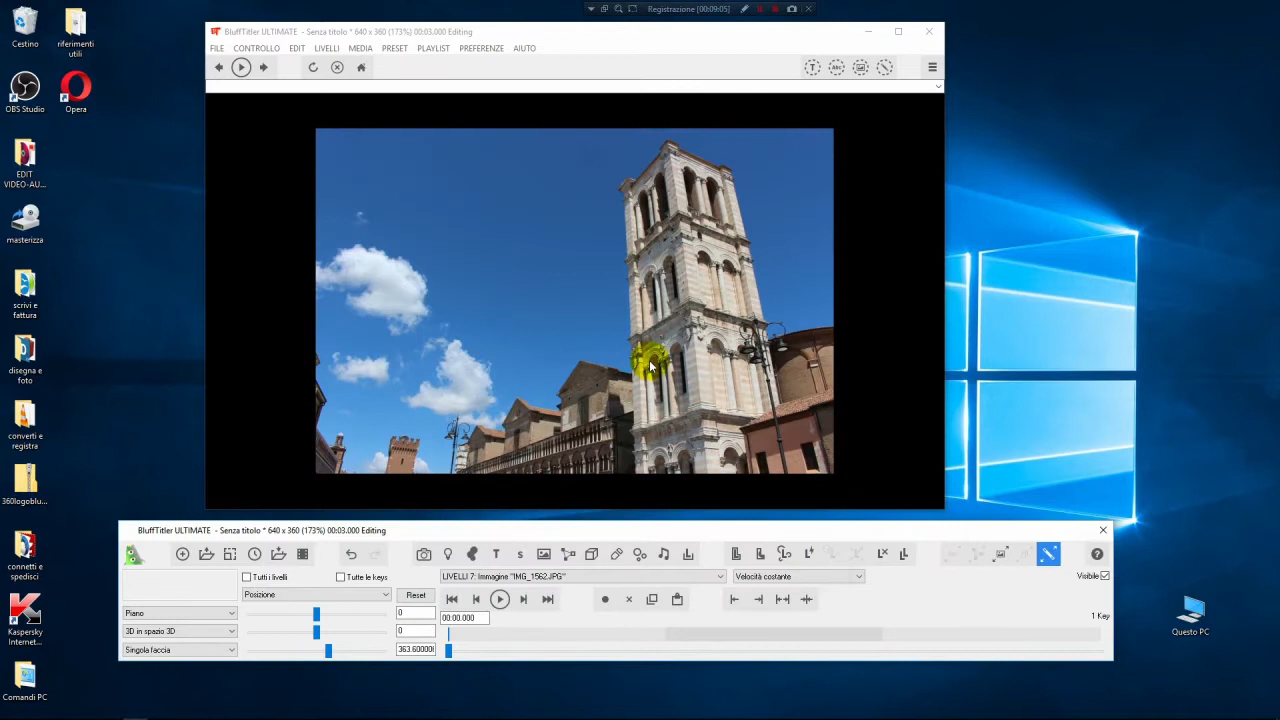 Registrazione [00:09:05]
Cestino
riferimenti
utili
OBS Studio
Opera
EDIT
VIDEO-AU...
masterizza
scrivi e
fattura
disegna
e foto
converti e
registra
360logoblu...
connetti e
spedisci
Kaspersky
Internet...
Comandi PC
Questo PC
BluffTitler ULTIMATE - Senza titolo * 640 x 360 (173%) 00:03.000 Editing
FILE CONTROLLO EDIT LIVELLI MEDIA PRESET PLAYLIST PREFERENZE AIUTO
BluffTitler ULTIMATE - Senza titolo * 640 x 360 (173%) 00:03.000 Editing
Tutti i livelli Tutte le keys LIVELLI 7: Immagine "IMG_1562.JPG" Velocità costante Visibile
Posizione Reset
Piano 0 00:00.000 1 Key
3D in spazio 3D 0
Singola faccia 363.600000